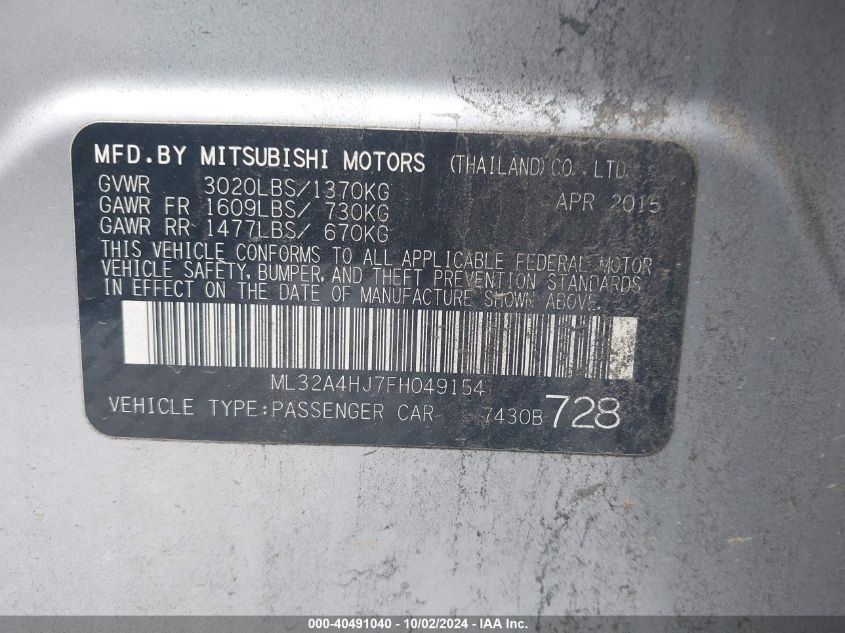 MFD.BY MITSUBISHI MOTORS (THAILAND) CO., LTD.
GVWR 3020LBS/1370KG APR 2015
GAWR FR 1609LBS/ 730KG
GAWR RR 1477LBS/ 670KG
THIS VEHICLE CONFORMS TO ALL APPLICABLE FEDERAL MOTOR
VEHICLE SAFETY, BUMPER, AND THEFT PREVENTION STANDARDS
IN EFFECT ON THE DATE OF MANUFACTURE SHOWN ABOVE.
ML32A4HJ7FH049154
VEHICLE TYPE:PASSENGER CAR 7430B 728
000-40491040 - 10/02/2024 - IAA Inc.